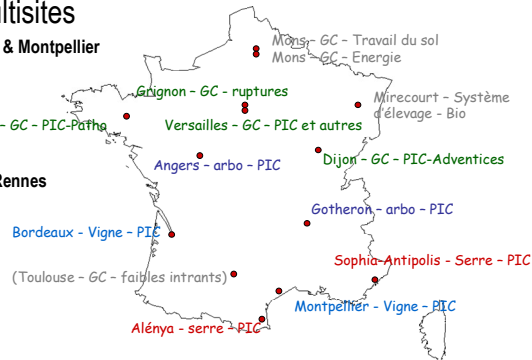 ltisites
& Montpellier
Mons – GC – Travail du sol
Mons – GC – Energie
Grignon – GC - ruptures
Mirecourt – Système
d'élevage - Bio
– GC – PIC-Patho
Versailles – GC – PIC et autres
Angers – arbo – PIC
Dijon – GC – PIC-Adventices
Rennes
Gotheron – arbo – PIC
Bordeaux - Vigne – PIC
Sophia-Antipolis - Serre – PIC
(Toulouse – GC – faibles intrants)
Montpellier - Vigne – PIC
Alénya - serre – PIC